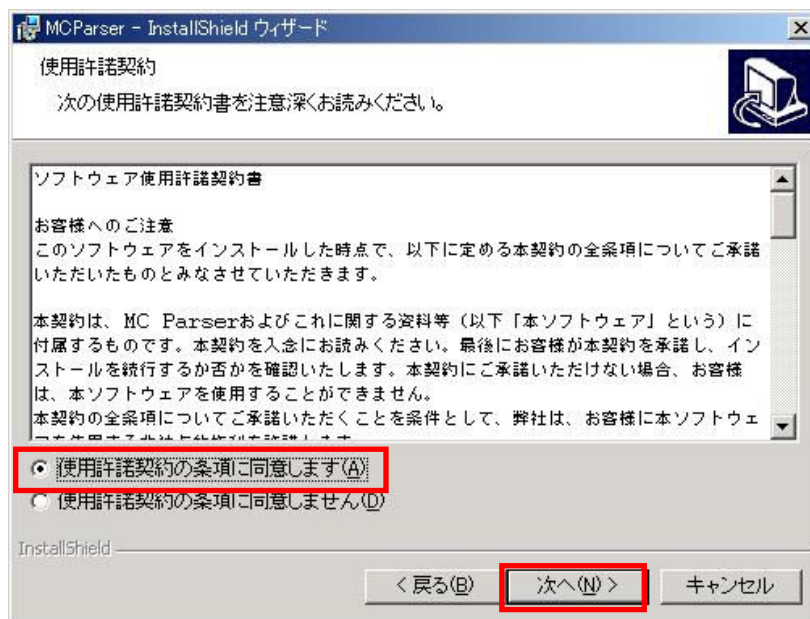 MCParser - InstallShield ウィザード
使用許諾契約
次の使用許諾契約書を注意深くお読みください。
ソフトウェア使用許諾契約書
お客様へのご注意
このソフトウェアをインストールした時点で、以下に定める本契約の全条項についてご承諾
いただいたものとみなさせていただきます。
本契約は、MC Parserおよびこれに関する資料等（以下「本ソフトウェア」という）に
付属するものです。本契約を入念にお読みください。最後にお客様が本契約を承諾し、イン
ストールを続行するか否かを確認いたします。本契約にご承諾いただけない場合、お客様
は、本ソフトウェアを使用することができません。
本契約の全条項についてご承諾いただくことを条件として、弊社は、お客様に本ソフトウェ
使用許諾契約の条項に同意します(A)
使用許諾契約の条項に同意しません(D)
InstallShield
< 戻る(B)
次へ(N) >
キャンセル